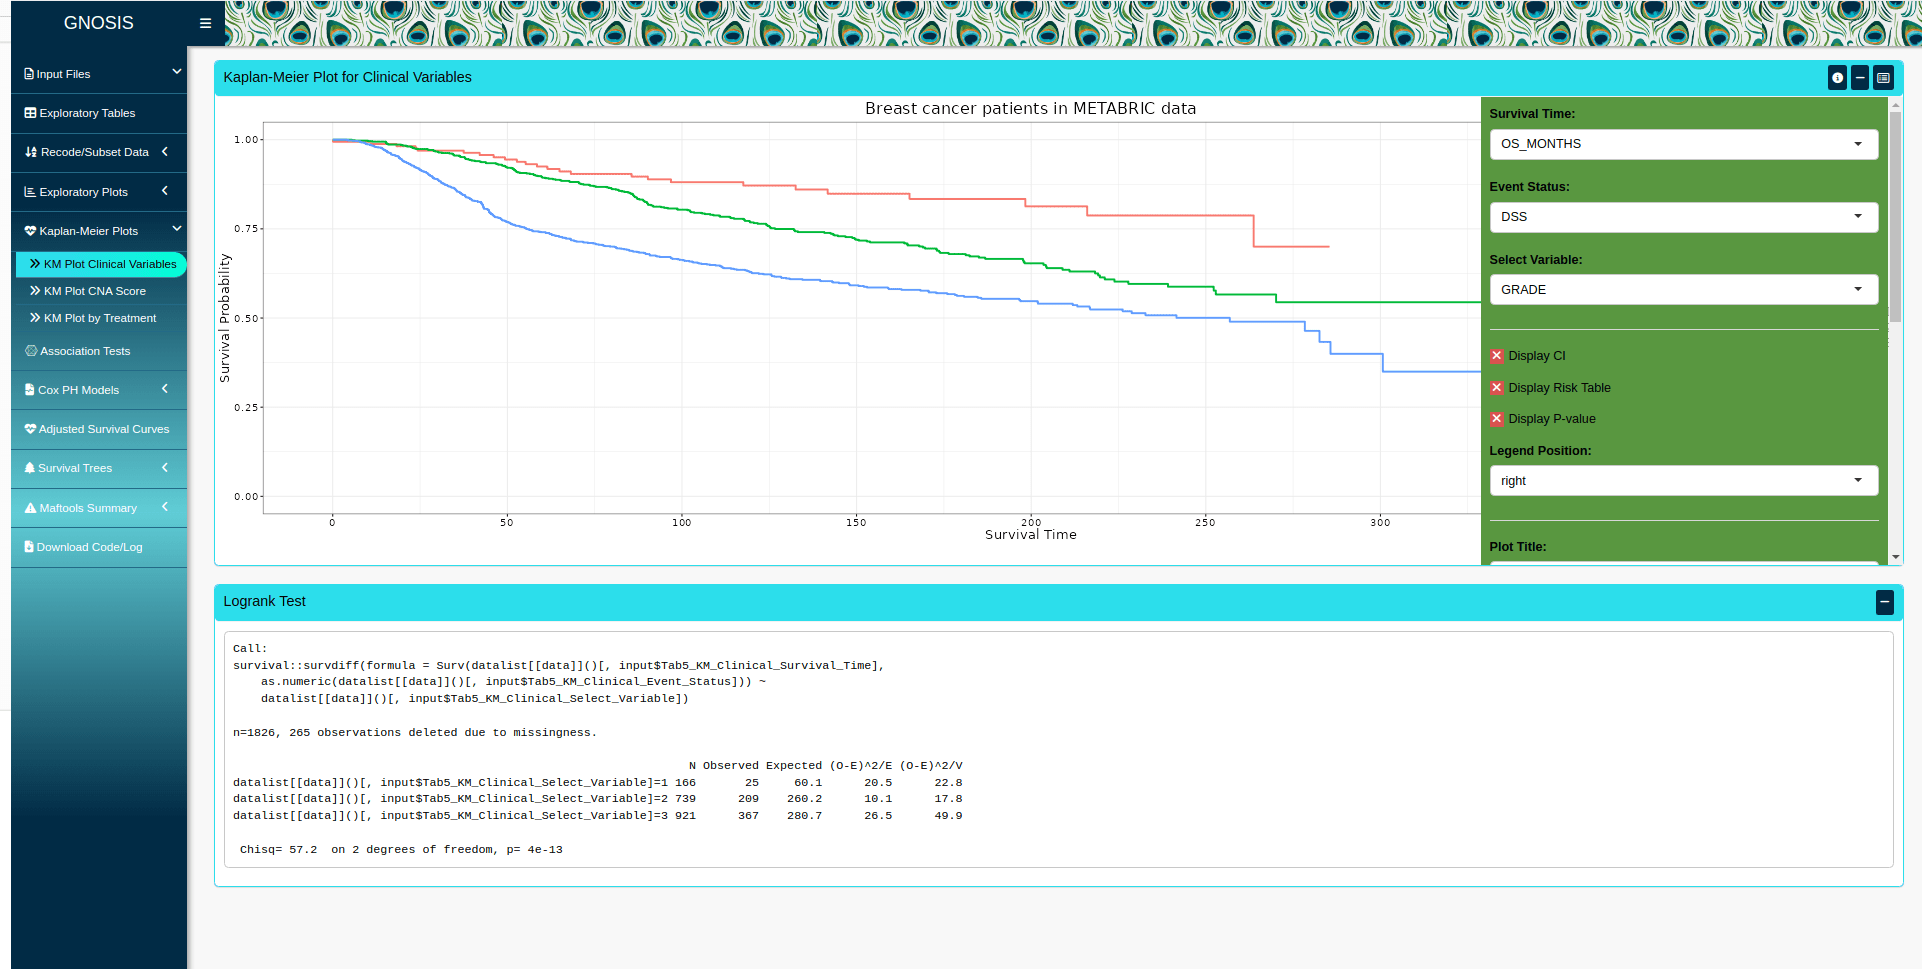 GNOSIS
Input Files
Exploratory Tables
Recode/Subset Data
Exploratory Plots
Kaplan-Meier Plots
KM Plot Clinical Variables
KM Plot CNA Score
KM Plot by Treatment
Association Tests
Cox PH Models
Adjusted Survival Curves
Survival Trees
Maftools Summary
Download Code/Log
Kaplan-Meier Plot for Clinical Variables
Breast cancer patients in METABRIC data
Survival Probability
1.00
0.75
0.50
0.25
0.00
0 50 100 150 200 250 300
Survival Time
Survival Time:
OS_MONTHS
Event Status:
DSS
Select Variable:
GRADE
Display CI
Display Risk Table
Display P-value
Legend Position:
right
Plot Title:
Logrank Test
Call:
survival::survdiff(formula = Surv(datalist[[data]]()[, input$Tab5_KM_Clinical_Survival_Time],
    as.numeric(datalist[[data]]()[, input$Tab5_KM_Clinical_Event_Status])) ~
    datalist[[data]]()[, input$Tab5_KM_Clinical_Select_Variable])
n=1826, 265 observations deleted due to missingness.
N Observed Expected (O-E)^2/E (O-E)^2/V
datalist[[data]]()[, input$Tab5_KM_Clinical_Select_Variable]=1 166 25 60.1 20.5 22.8
datalist[[data]]()[, input$Tab5_KM_Clinical_Select_Variable]=2 739 209 260.2 10.1 17.8
datalist[[data]]()[, input$Tab5_KM_Clinical_Select_Variable]=3 921 367 280.7 26.5 49.9
Chisq= 57.2  on 2 degrees of freedom, p= 4e-13